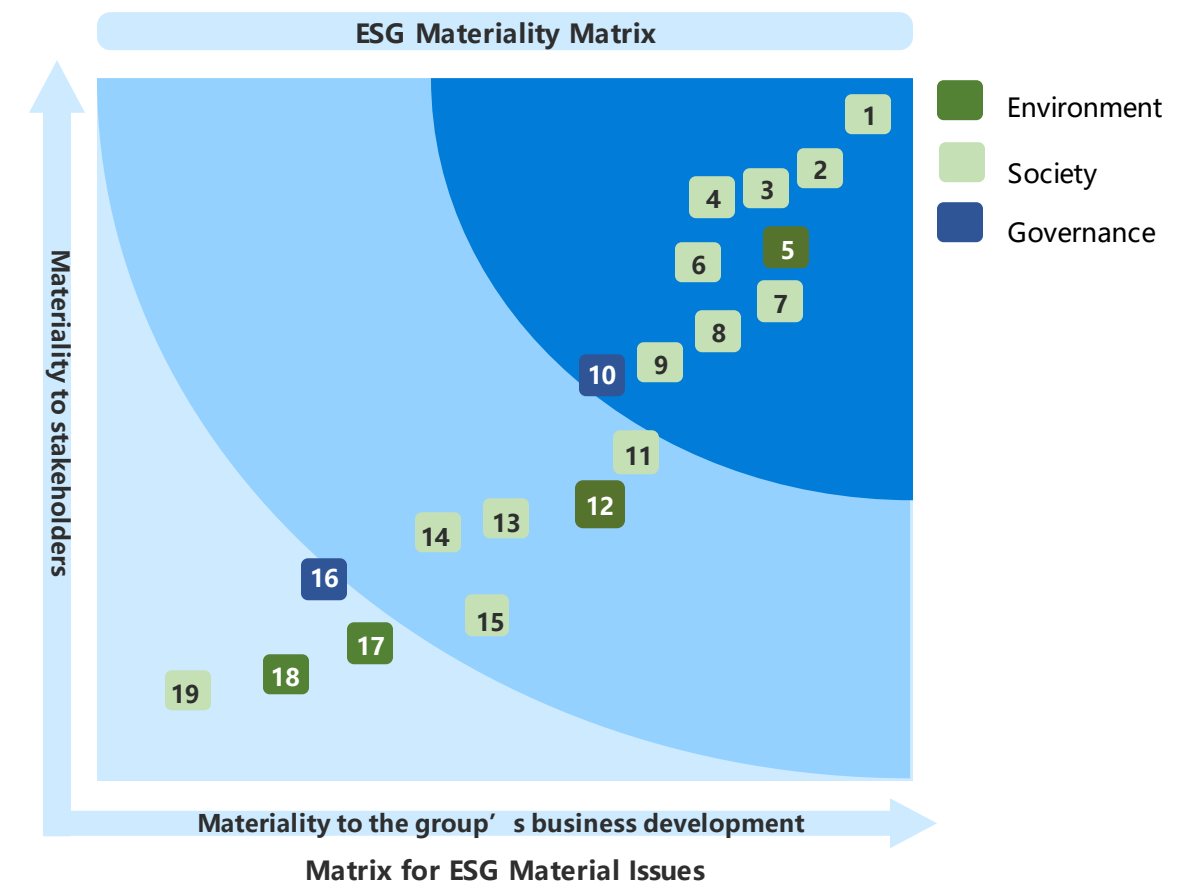 ESG Materiality Matrix
Environment
Society
Governance
1
2
3
4
5
6
7
8
9
10
11
12
13
14
15
16
17
18
19
Materiality to stakeholders
Materiality to the group’s business development
Matrix for ESG Material Issues